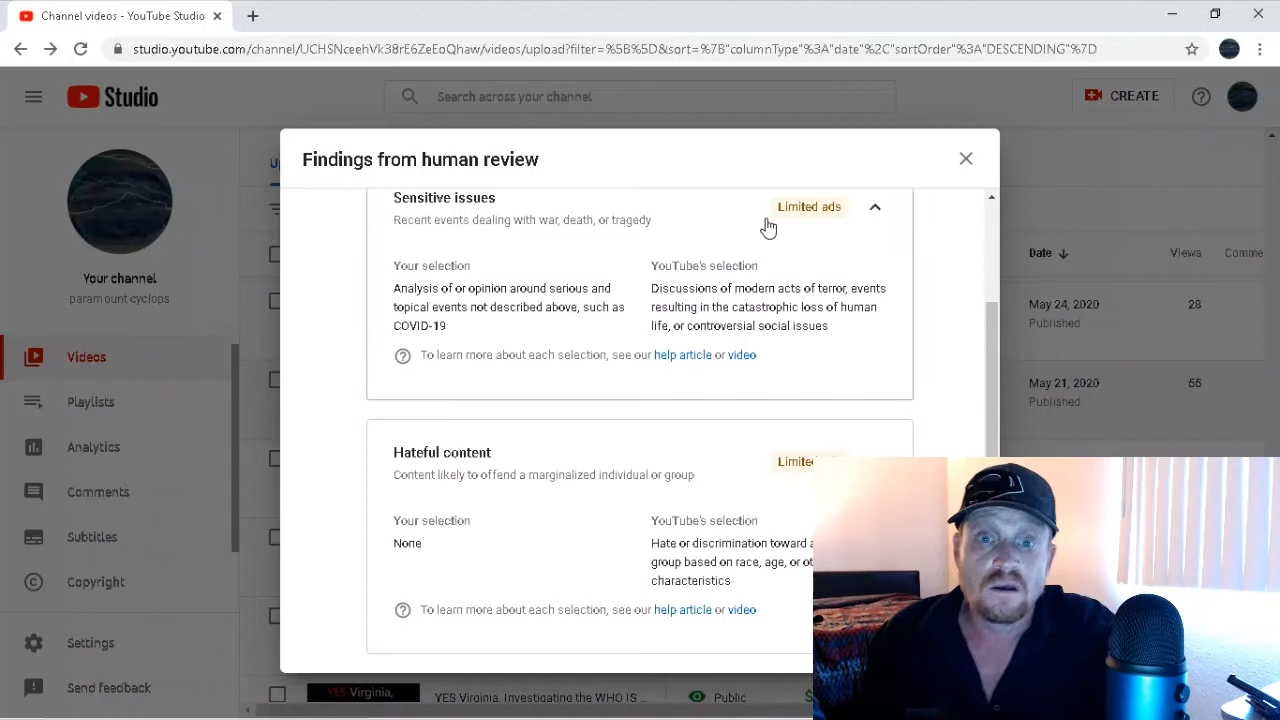 Channel videos - YouTube Studio
studio.youtube.com/channel/UCHSNceehVk38rE6ZeEoQhaw/videos/upload?filter=%5B%5D&sort=%7B"columnType"%3A"date"%2C"sortOrder"%3A"DESCENDING"%7D
Studio
Search across your channel
CREATE
Your channel
paramount cyclops
Videos
Playlists
Analytics
Comments
Subtitles
Copyright
Settings
Send feedback
Findings from human review
Sensitive issues
Limited ads
Recent events dealing with war, death, or tragedy
Your selection
Analysis of or opinion around serious and
topical events not described above, such as
COVID-19
YouTube's selection
Discussions of modern acts of terror, events
resulting in the catastrophic loss of human
life, or controversial social issues
To learn more about each selection, see our help article or video
Hateful content
Content likely to offend a marginalized individual or group
Your selection
None
YouTube's selection
Hate or discrimination toward
group based on race, age, or
characteristics
To learn more about each selection, see our help article or video
Date
Views
May 24, 2020
28
Published
May 21, 2020
55
Published
YES Virginia,
YES Virginia. Investigating the WHO IS...
Public